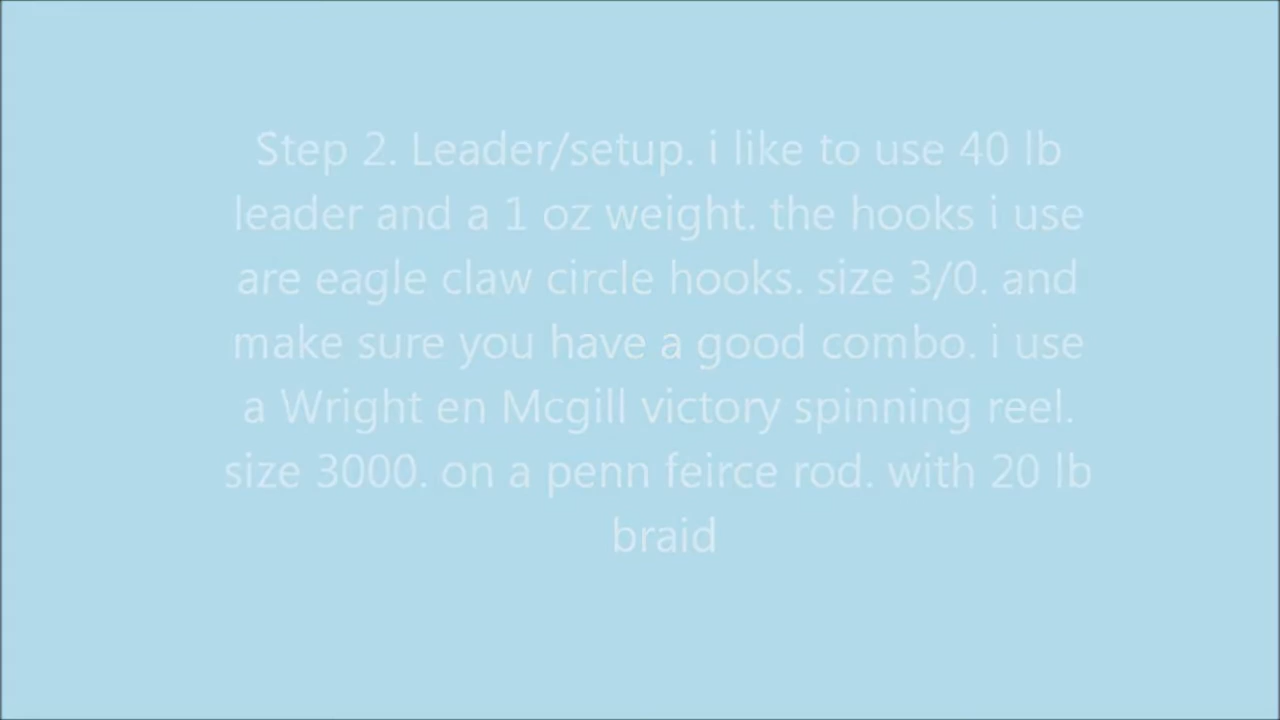 Step 2. Leader/setup. i like to use 40 lb
leader and a 1 oz weight. the hooks i use
are eagle claw circle hooks. size 3/0. and
make sure you have a good combo. i use
a Wright en Mcgill victory spinning reel.
size 3000. on a penn feirce rod. with 20 lb
braid